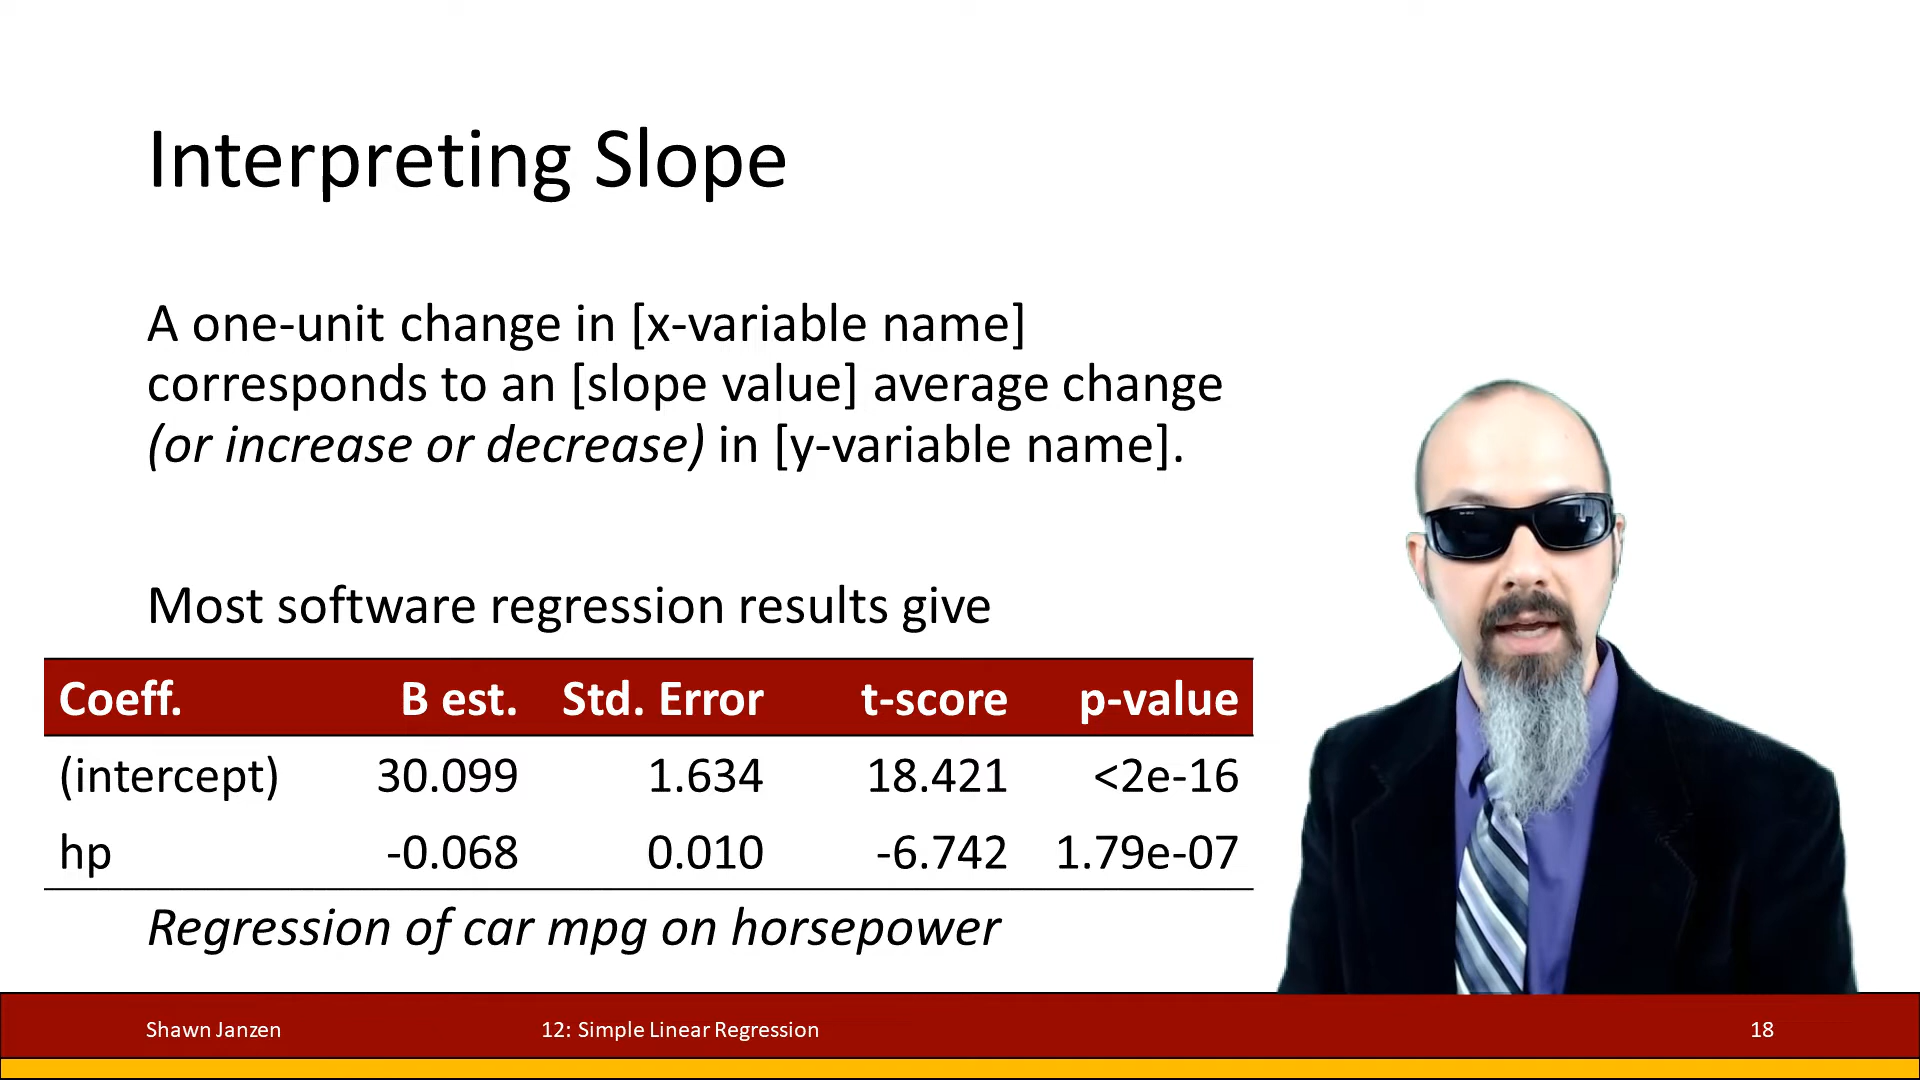 Interpreting Slope
A one-unit change in [x-variable name]
corresponds to an [slope value] average change
(or increase or decrease) in [y-variable name].
Most software regression results give
Coeff. B est. Std. Error t-score p-value
(intercept) 30.099 1.634 18.421 <2e-16
hp -0.068 0.010 -6.742 1.79e-07
Regression of car mpg on horsepower
Shawn Janzen 12: Simple Linear Regression 18